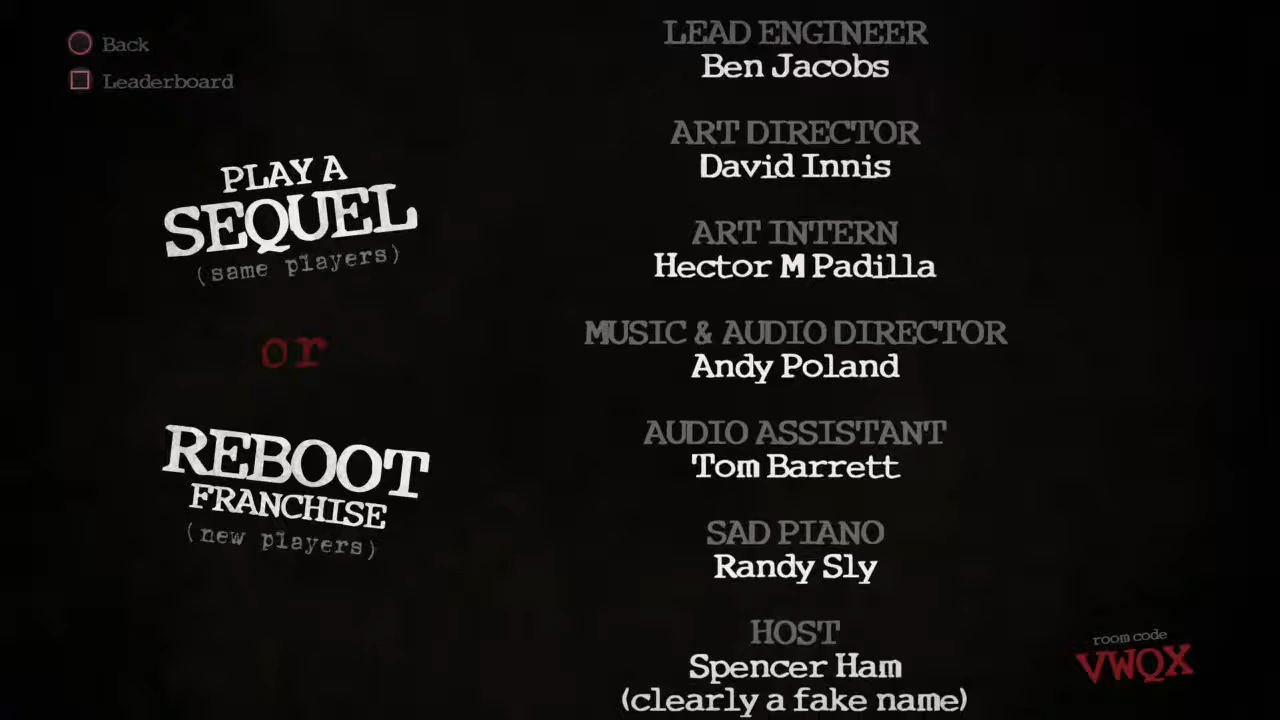 Back
Leaderboard
PLAY A
SEQUEL
(same players)
or
REBOOT
FRANCHISE
(new players)
LEAD ENGINEER
Ben Jacobs
ART DIRECTOR
David Innis
ART INTERN
Hector M Padilla
MUSIC & AUDIO DIRECTOR
Andy Poland
AUDIO ASSISTANT
Tom Barrett
SAD PIANO
Randy Sly
HOST
Spencer Ham
(clearly a fake name)
room code
VWQX